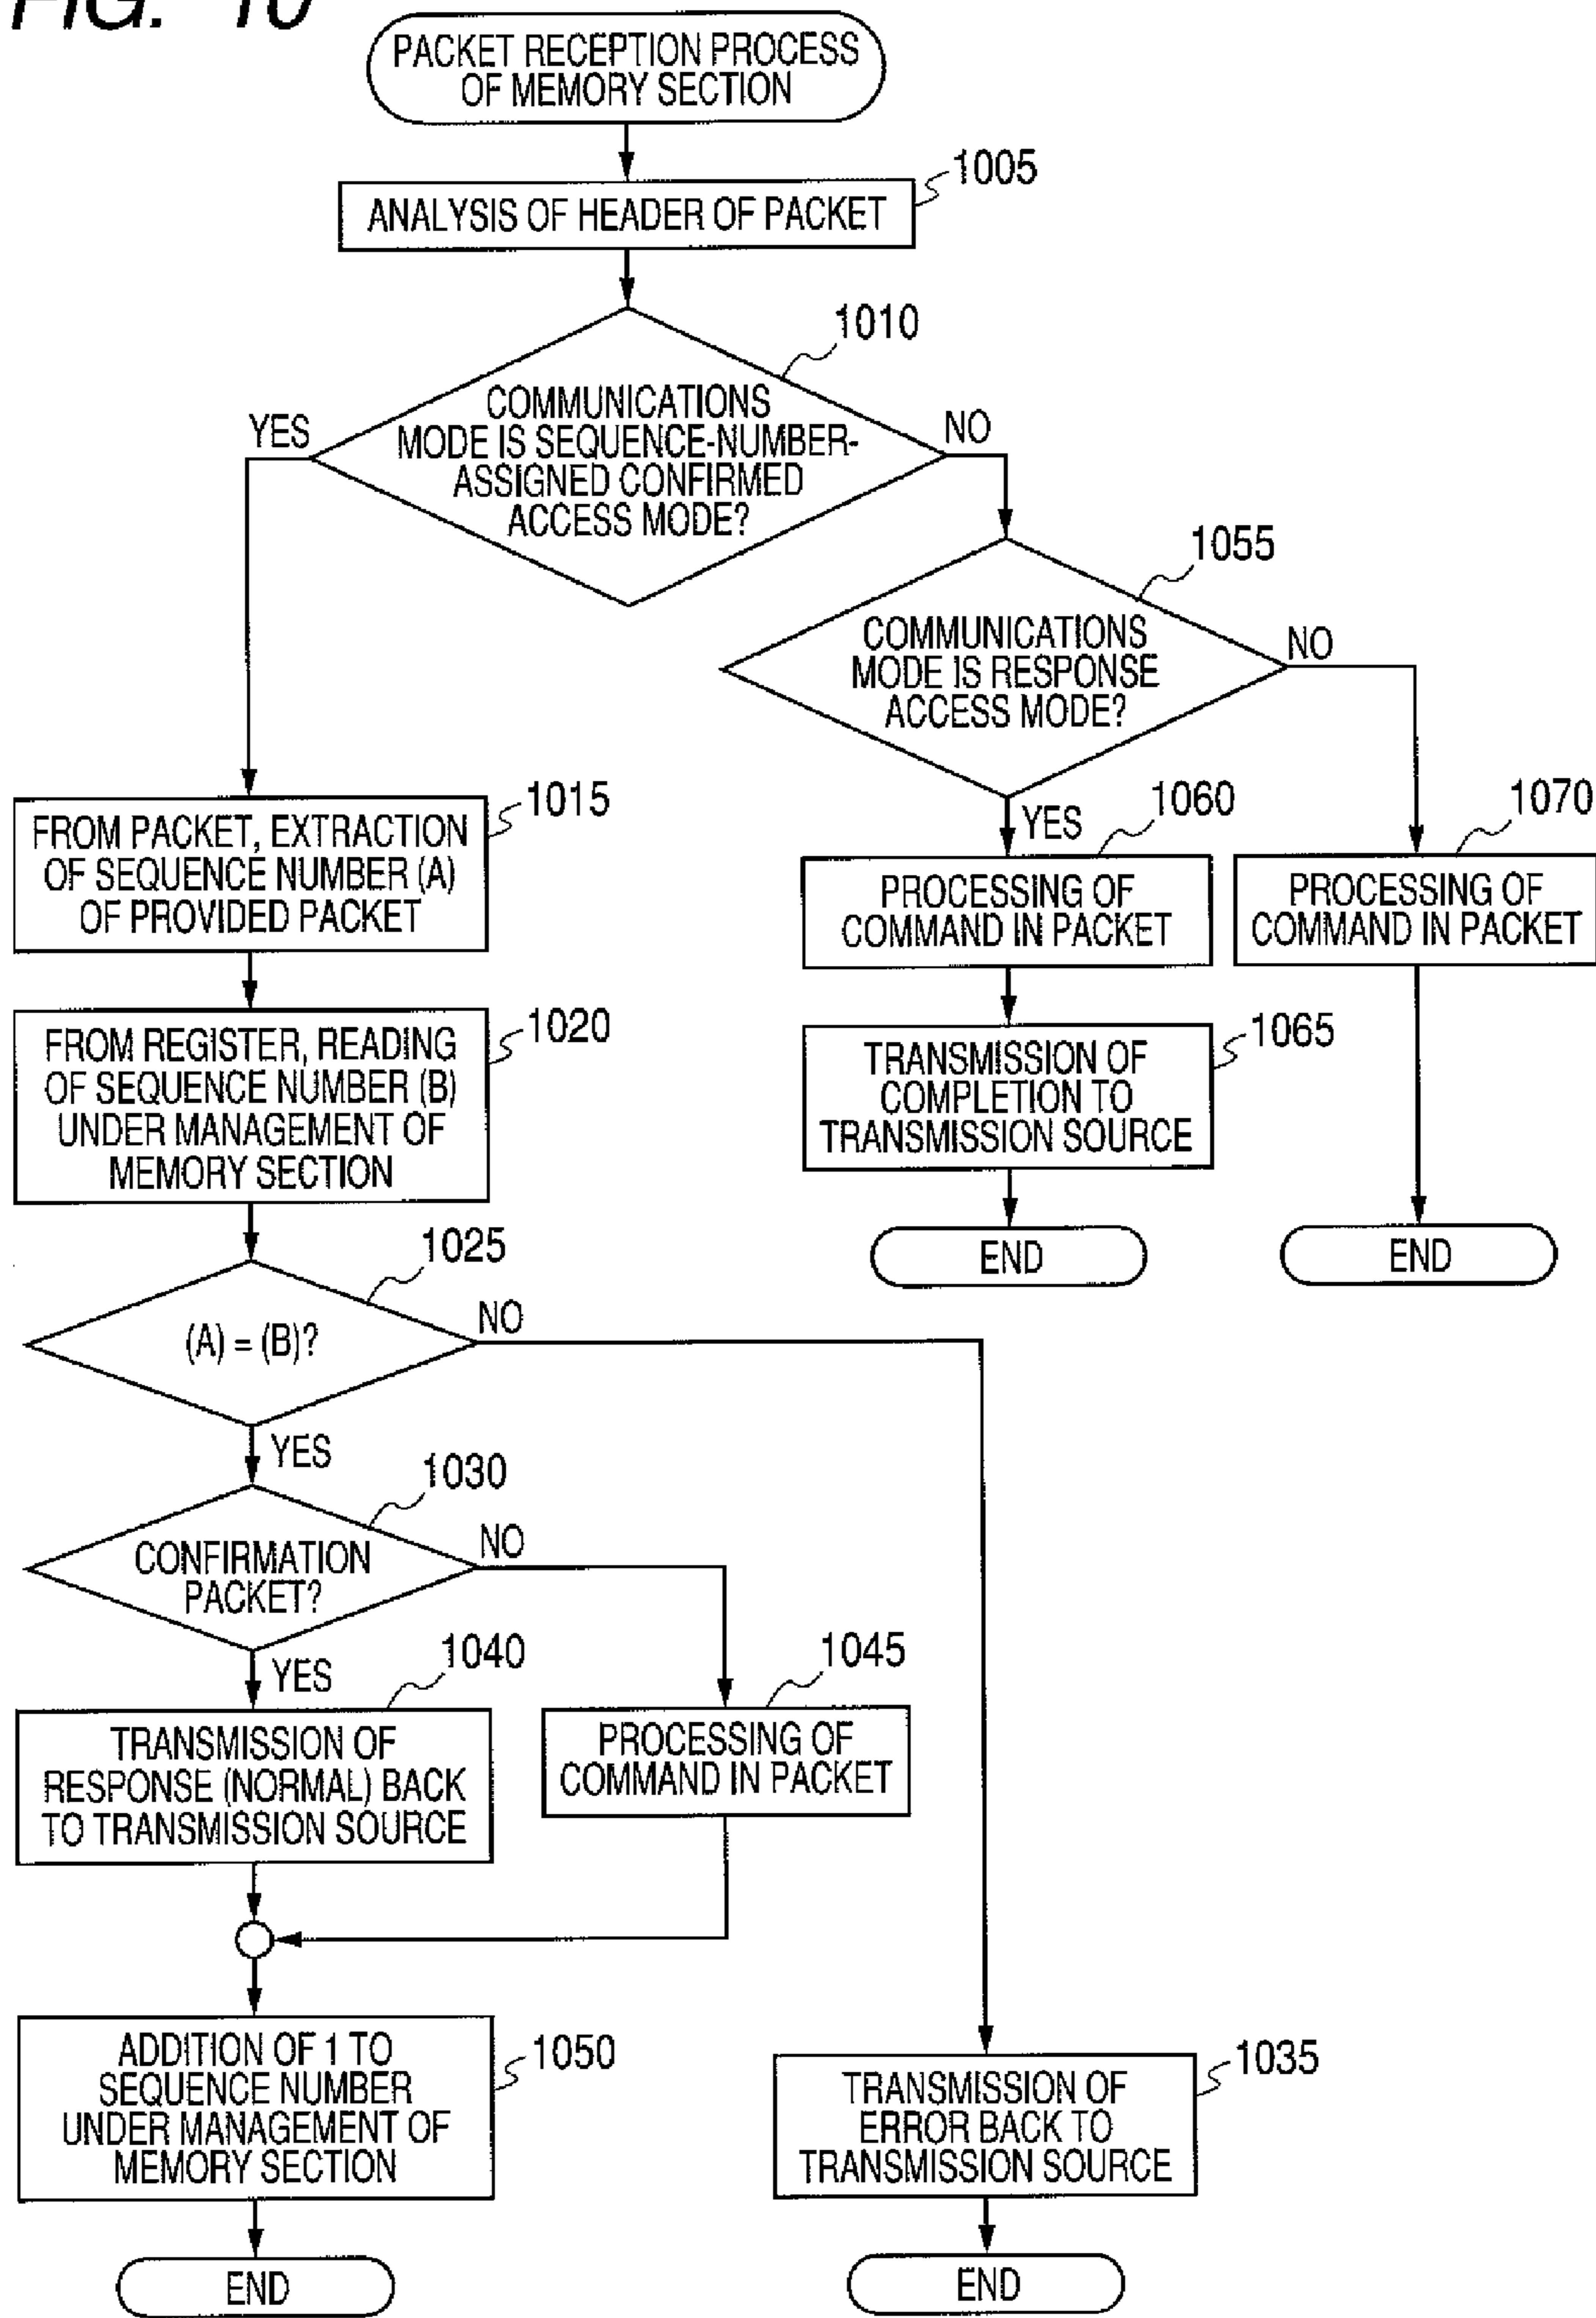 FIG. 10
PACKET RECEPTION PROCESS
OF MEMORY SECTION
1005
ANALYSIS OF HEADER OF PACKET
1010
COMMUNICATIONS
MODE IS SEQUENCE-NUMBER-
ASSIGNED CONFIRMED
ACCESS MODE?
YES
NO
1055
COMMUNICATIONS
MODE IS RESPONSE
ACCESS MODE?
NO
YES
1015
FROM PACKET, EXTRACTION
OF SEQUENCE NUMBER (A)
OF PROVIDED PACKET
1060
PROCESSING OF
COMMAND IN PACKET
1070
PROCESSING OF
COMMAND IN PACKET
1020
FROM REGISTER, READING
OF SEQUENCE NUMBER (B)
UNDER MANAGEMENT OF
MEMORY SECTION
1065
TRANSMISSION OF
COMPLETION TO
TRANSMISSION SOURCE
END
END
1025
(A) = (B)?
NO
YES
1030
CONFIRMATION
PACKET?
NO
YES
1040
TRANSMISSION OF
RESPONSE (NORMAL) BACK
TO TRANSMISSION SOURCE
1045
PROCESSING OF
COMMAND IN PACKET
1050
ADDITION OF 1 TO
SEQUENCE NUMBER
UNDER MANAGEMENT OF
MEMORY SECTION
1035
TRANSMISSION OF
ERROR BACK TO
TRANSMISSION SOURCE
END
END